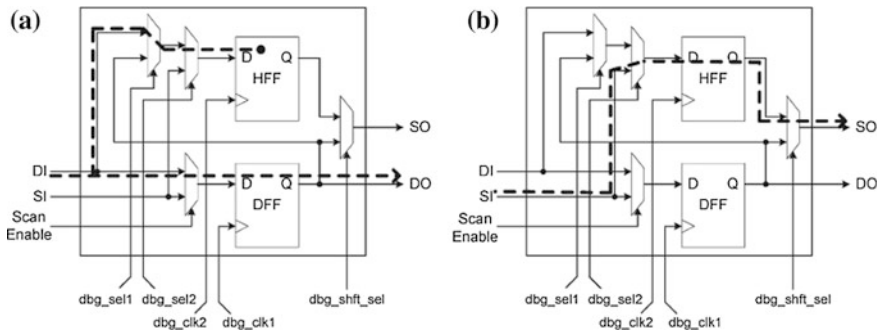 (a)
D Q
HFF
SO
DI
SI
D Q
DFF
DO
Scan
Enable
dbg_sel1
dbg_sel2
dbg_clk2
dbg_clk1
dbg_shft_sel
(b)
D Q
HFF
SO
DI
SI
D Q
DFF
DO
Scan
Enable
dbg_sel1
dbg_sel2
dbg_clk2
dbg_clk1
dbg_shft_sel